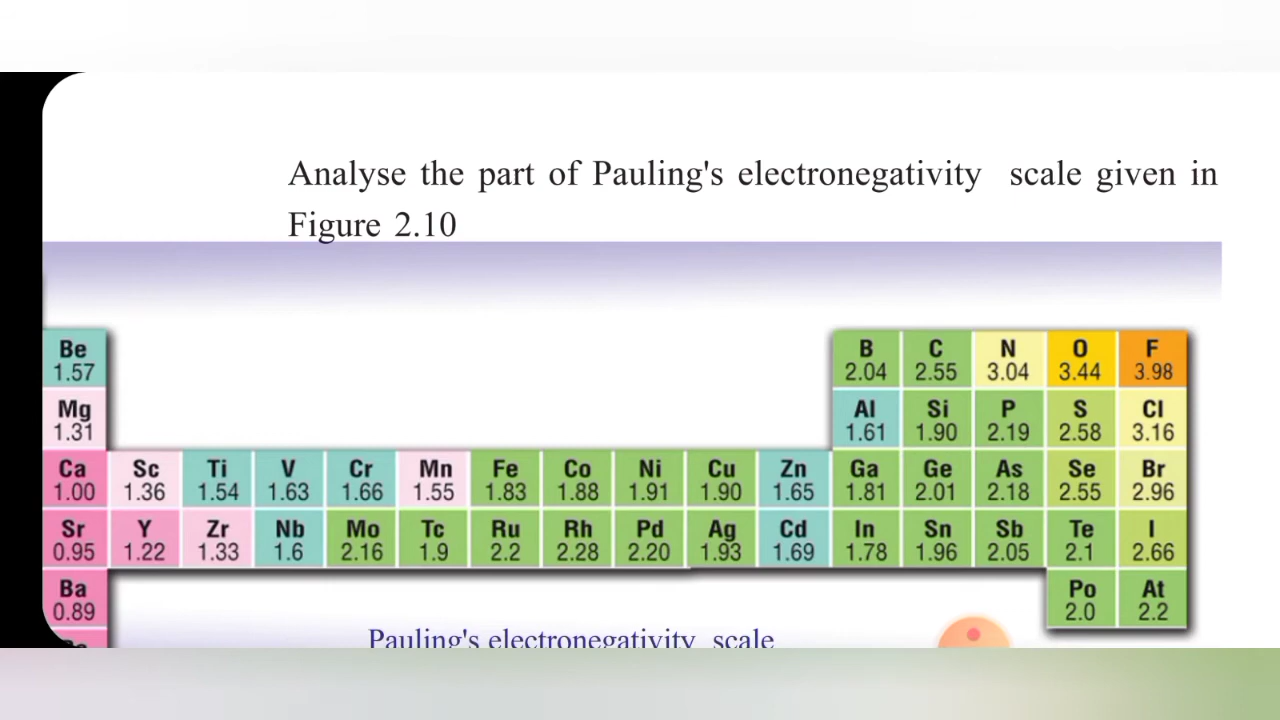 Analyse the part of Pauling's electronegativity scale given in
Figure 2.10
Be B C N O F
1.57 2.04 2.55 3.04 3.44 3.98
Mg Al Si P S Cl
1.31 1.61 1.90 2.19 2.58 3.16
Ca Sc Ti V Cr Mn Fe Co Ni Cu Zn Ga Ge As Se Br
1.00 1.36 1.54 1.63 1.66 1.55 1.83 1.88 1.91 1.90 1.65 1.81 2.01 2.18 2.55 2.96
Sr Y Zr Nb Mo Tc Ru Rh Pd Ag Cd In Sn Sb Te I
0.95 1.22 1.33 1.6 2.16 1.9 2.2 2.28 2.20 1.93 1.69 1.78 1.96 2.05 2.1 2.66
Ba Po At
0.89 2.0 2.2
Pauling's electronegativity scale